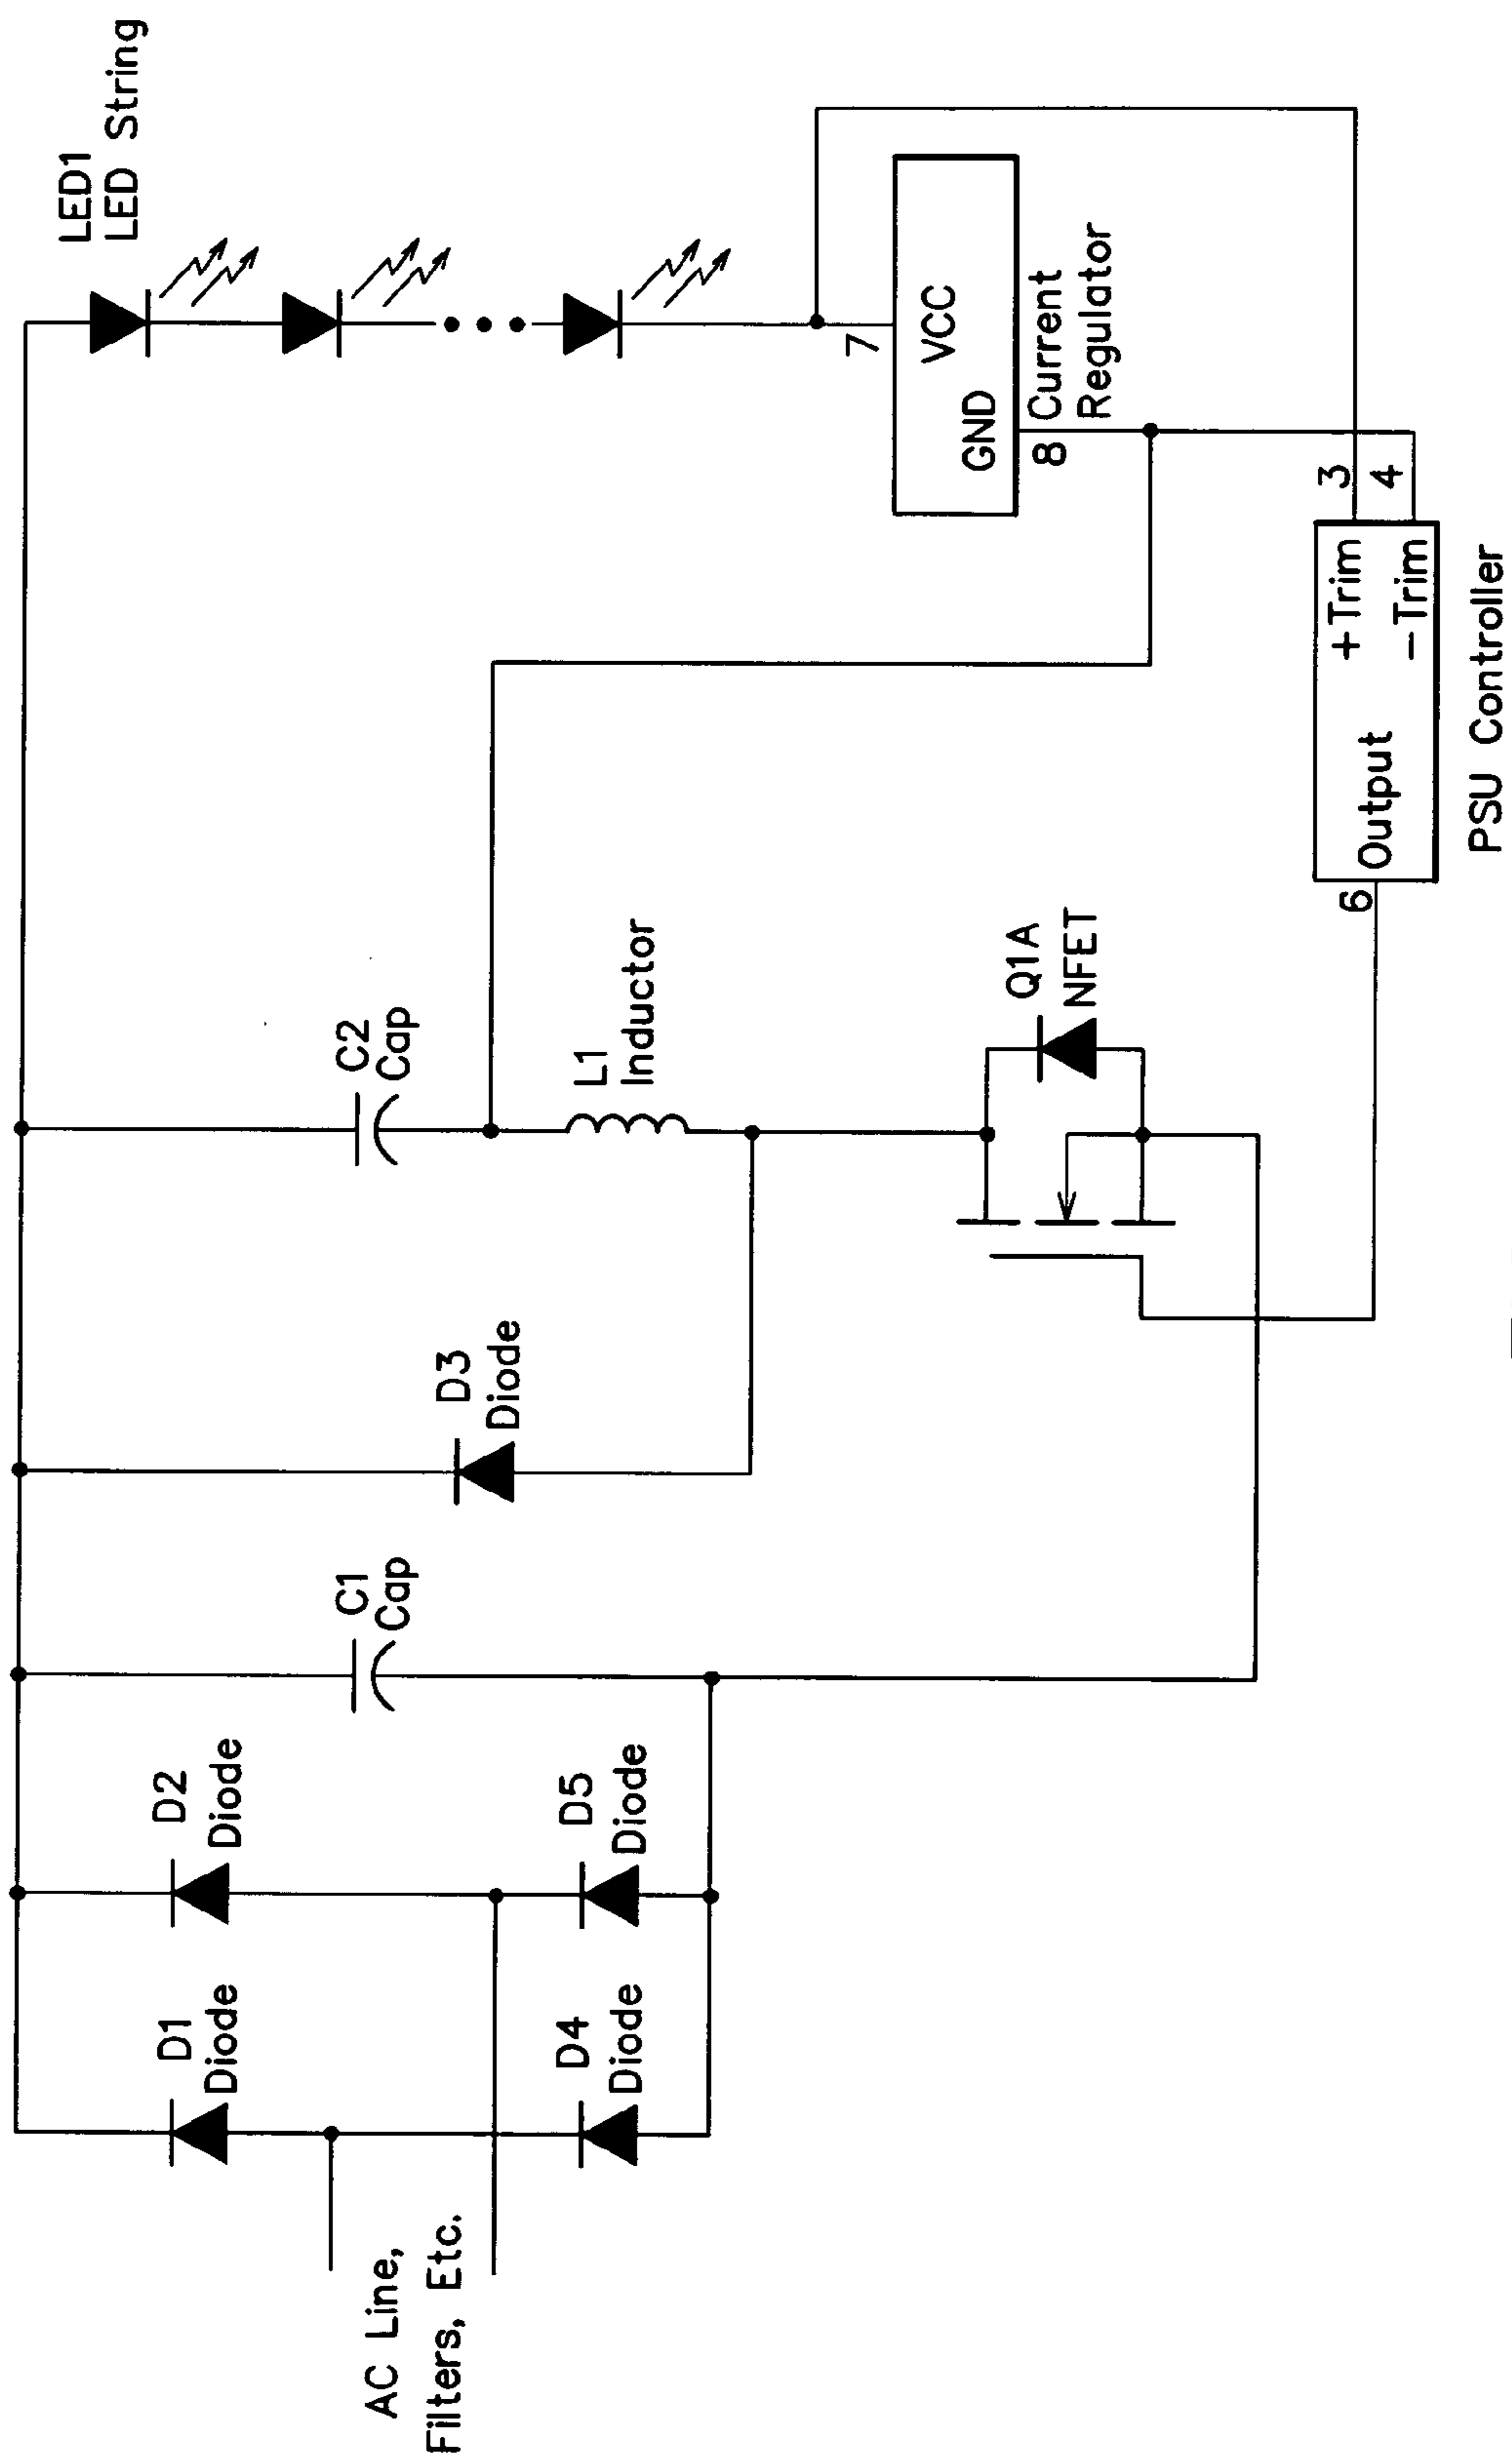 AC Line,
Filters, Etc.
D1
Diode
D2
Diode
D4
Diode
D5
Diode
C1
Cap
D3
Diode
C2
Cap
L1
Inductor
Q1A
NFET
LED1
LED String
7
VCC
GND
8
Current
Regulator
3
4
+Trim
−Trim
Output
6
PSU Controller